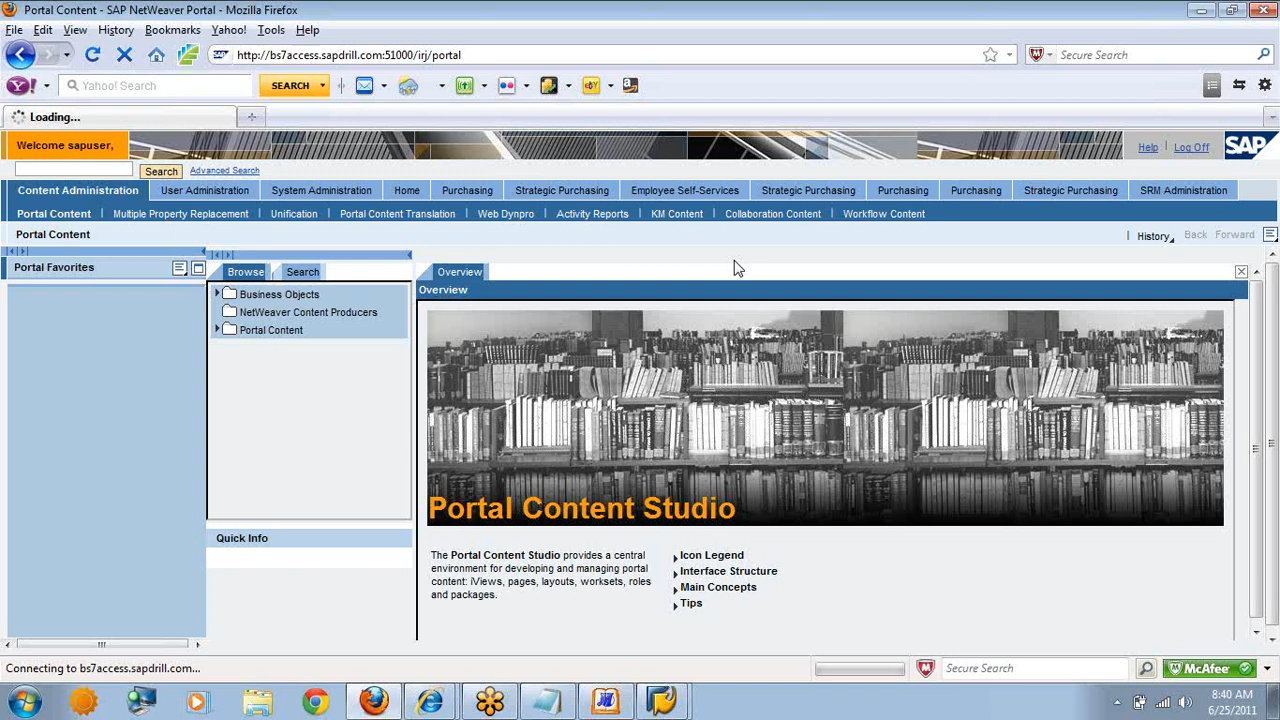 Portal Content - SAP NetWeaver Portal - Mozilla Firefox
File Edit View History Bookmarks Yahoo! Tools Help
SAP http://bs7access.sapdrill.com:51000/irj/portal Secure Search
Y! Yahoo! Search SEARCH
Loading...
Welcome sapuser, Help Log Off SAP
Search Advanced Search
Content Administration User Administration System Administration Home Purchasing Strategic Purchasing Employee Self-Services Strategic Purchasing Purchasing Purchasing Strategic Purchasing SRM Administration
Portal Content Multiple Property Replacement Unification Portal Content Translation Web Dynpro Activity Reports KM Content Collaboration Content Workflow Content
Portal Content History Back Forward
Portal Favorites Browse Search Overview
Overview
Business Objects
NetWeaver Content Producers
Portal Content
Portal Content Studio
Quick Info
The Portal Content Studio provides a central
environment for developing and managing portal
content: iViews, pages, layouts, worksets, roles
and packages.
Icon Legend
Interface Structure
Main Concepts
Tips
Connecting to bs7access.sapdrill.com... Secure Search McAfee
8:40 AM
6/25/2011